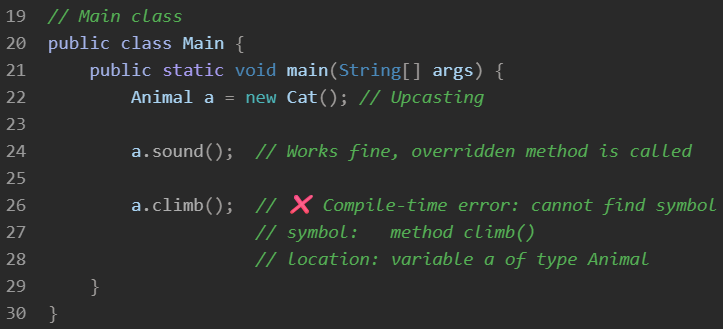 19 // Main class
20 public class Main {
21 public static void main(String[] args) {
22 Animal a = new Cat(); // Upcasting
23
24 a.sound(); // Works fine, overridden method is called
25
26 a.climb(); // ❌ Compile-time error: cannot find symbol
27 // symbol: method climb()
28 // location: variable a of type Animal
29 }
30 }